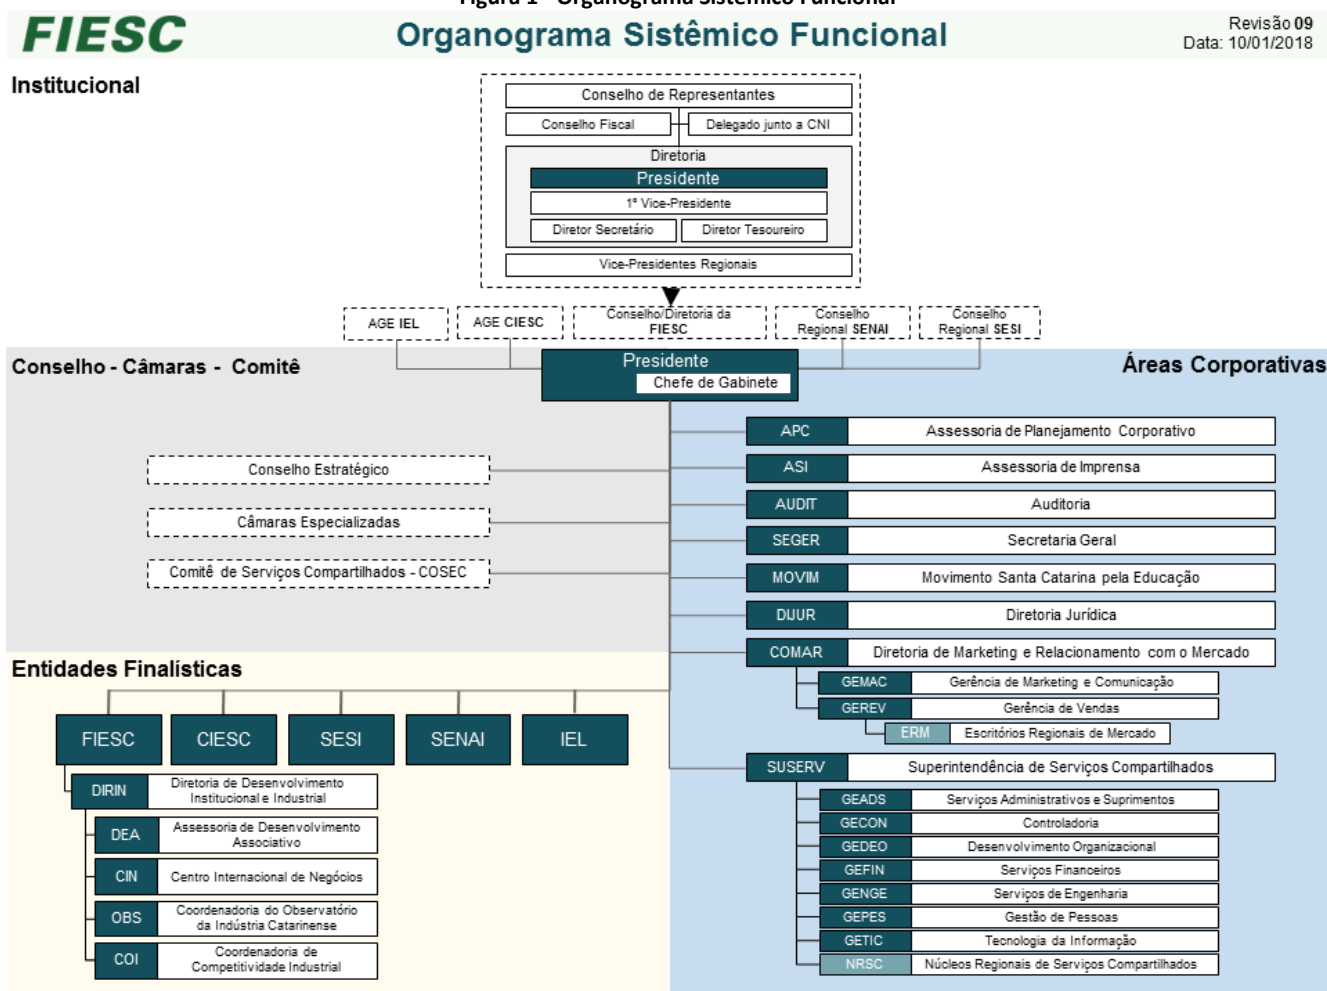 Figura 1 - Organograma Sistêmico Funcional
FIESC
Organograma Sistêmico Funcional
Revisão 09
Data: 10/01/2018
Institucional
Conselho de Representantes
Conselho Fiscal
Delegado junto a CNI
Diretoria
Presidente
1º Vice-Presidente
Diretor Secretário
Diretor Tesoureiro
Vice-Presidentes Regionais
AGE IEL
AGE CIESC
Conselho/Diretoria da
FIESC
Conselho
Regional SENAI
Conselho
Regional SESI
Conselho - Câmaras - Comitê
Presidente
Chefe de Gabinete
Áreas Corporativas
Conselho Estratégico
Câmaras Especializadas
Comitê de Serviços Compartilhados - COSEC
APC
Assessoria de Planejamento Corporativo
ASI
Assessoria de Imprensa
AUDIT
Auditoria
SEGER
Secretaria Geral
MOVIM
Movimento Santa Catarina pela Educação
DIJUR
Diretoria Jurídica
COMAR
Diretoria de Marketing e Relacionamento com o Mercado
GEMAC
Gerência de Marketing e Comunicação
GEREV
Gerência de Vendas
ERM
Escritórios Regionais de Mercado
SUSERV
Superintendência de Serviços Compartilhados
GEADS
Serviços Administrativos e Suprimentos
GECON
Controladoria
GEDEO
Desenvolvimento Organizacional
GEFIN
Serviços Financeiros
GENGE
Serviços de Engenharia
GEPES
Gestão de Pessoas
GETIC
Tecnologia da Informação
NRSC
Núcleos Regionais de Serviços Compartilhados
Entidades Finalísticas
FIESC
CIESC
SESI
SENAI
IEL
DIRIN
Diretoria de Desenvolvimento
Institucional e Industrial
DEA
Assessoria de Desenvolvimento
Associativo
CIN
Centro Internacional de Negócios
OBS
Coordenadoria do Observatório
da Indústria Catarinense
COI
Coordenadoria de
Competitividade Industrial